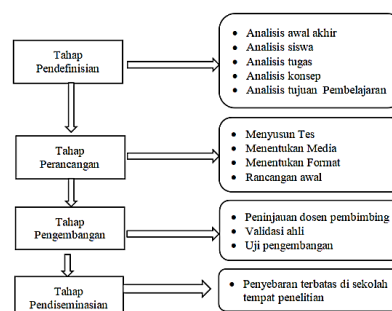 Tahap
Pendefinisian
• Analisis awal akhir
• Analisis siswa
• Analisis tugas
• Analisis konsep
• Analisis tujuan Pembelajaran
Tahap
Perancangan
• Menyusun Tes
• Menentukan Media
• Menentukan Format
• Rancangan awal
Tahap
Pengembangan
• Peninjauan dosen pembimbing
• Validasi ahli
• Uji pengembangan
Tahap
Pendiseminasian
• Penyebaran terbatas di sekolah
tempat penelitian